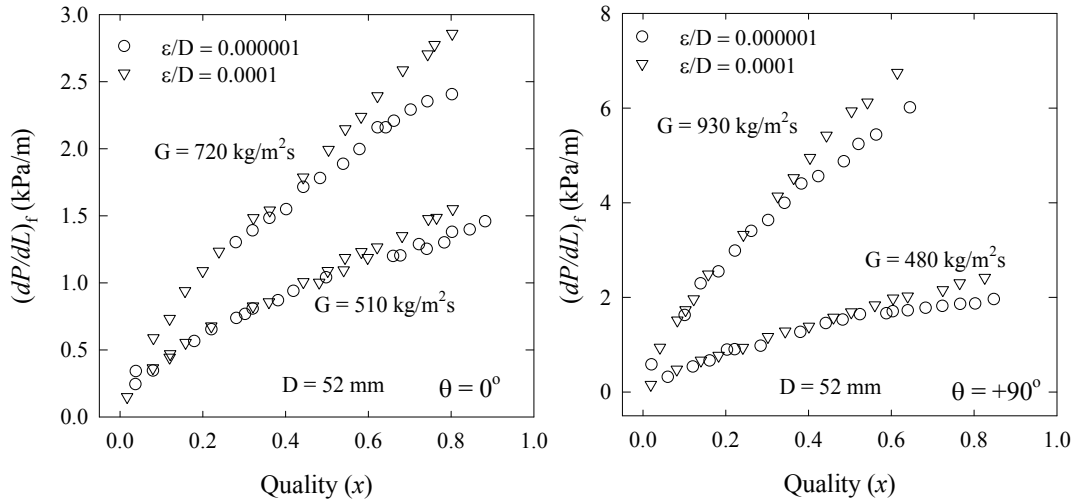 3.0
2.5
2.0
1.5
1.0
0.5
0.0
(dP/dL)f (kPa/m)
ε/D = 0.000001
ε/D = 0.0001
G = 720 kg/m²s
G = 510 kg/m²s
D = 52 mm
θ = 0°
0.0 0.2 0.4 0.6 0.8 1.0
Quality (x)
8
6
4
2
0
(dP/dL)f (kPa/m)
ε/D = 0.000001
ε/D = 0.0001
G = 930 kg/m²s
G = 480 kg/m²s
D = 52 mm
θ = +90°
0.0 0.2 0.4 0.6 0.8 1.0
Quality (x)